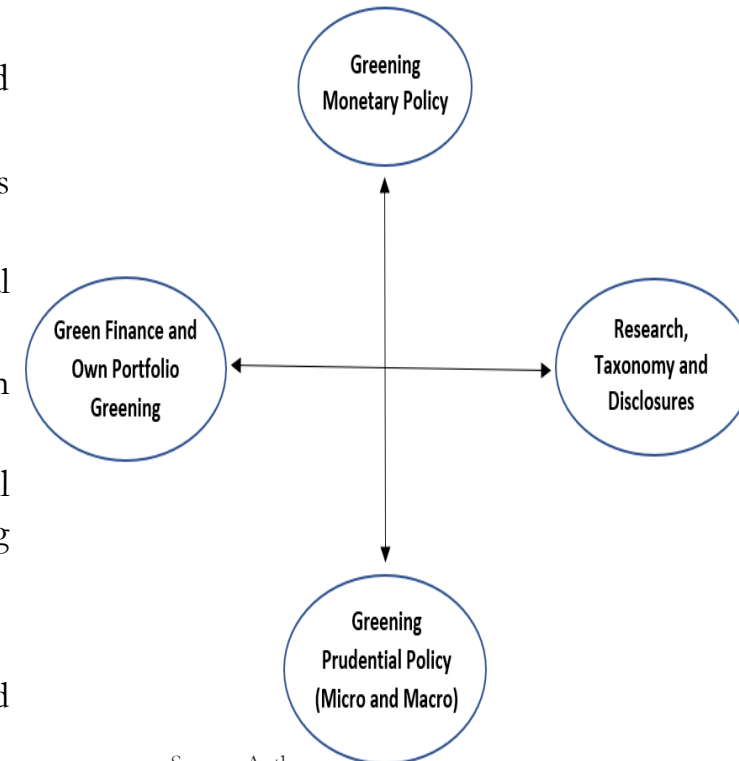 Greening
Monetary Policy
Green Finance and
Own Portfolio
Greening
Research,
Taxonomy and
Disclosures
Greening
Prudential Policy
(Micro and Macro)